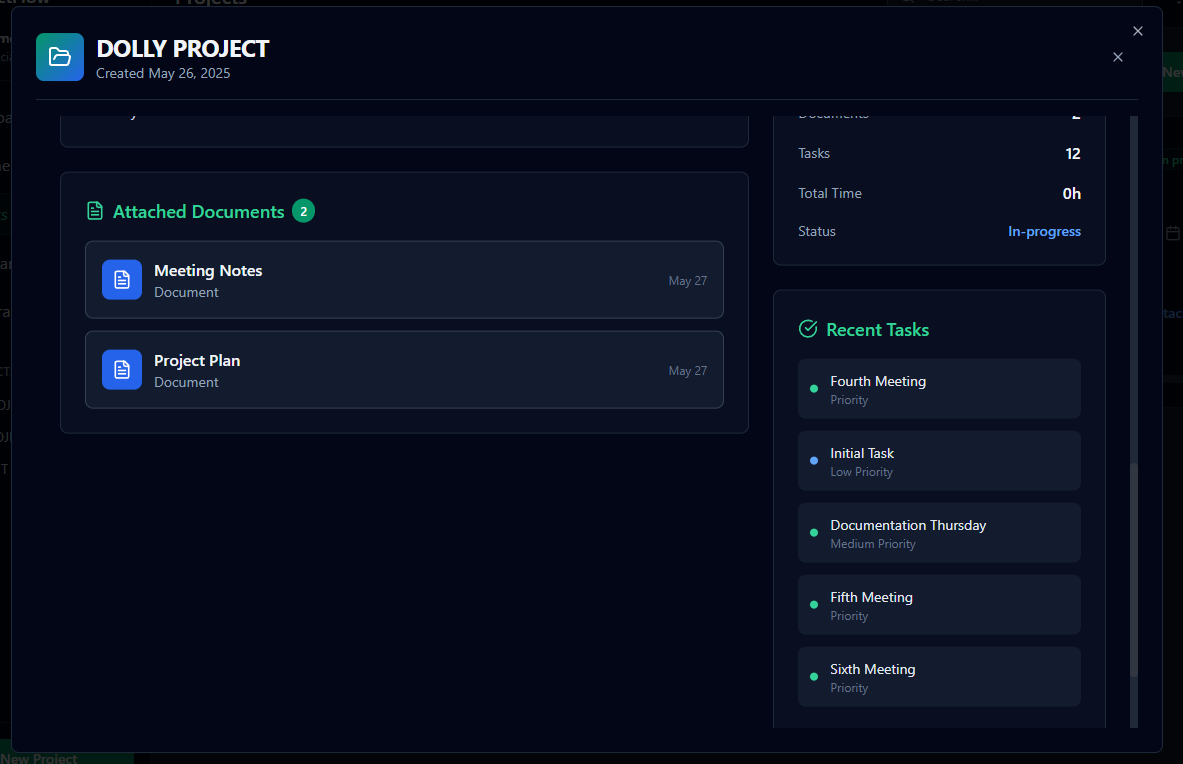 Projects
DOLLY PROJECT
Created May 26, 2025
Attached Documents 2
Meeting Notes
Document
May 27
Project Plan
Document
May 27
Documents 2
Tasks 12
Total Time 0h
Status In-progress
Recent Tasks
Fourth Meeting
Priority
Initial Task
Low Priority
Documentation Thursday
Medium Priority
Fifth Meeting
Priority
Sixth Meeting
Priority
New Project